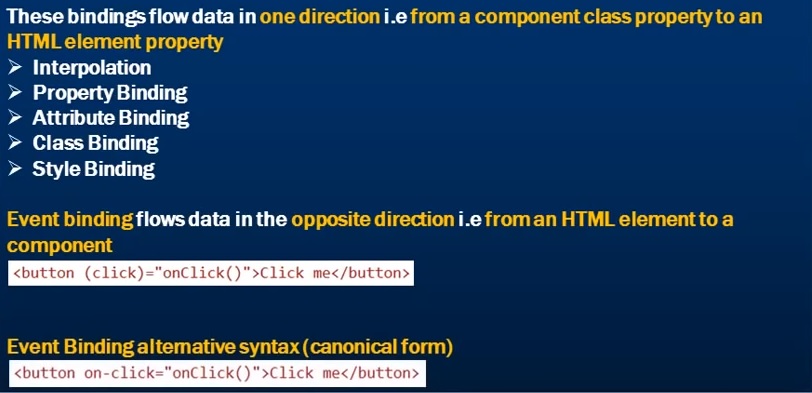 These bindings flow data in one direction i.e from a component class property to an
HTML element property
➢ Interpolation
➢ Property Binding
➢ Attribute Binding
➢ Class Binding
➢ Style Binding
Event binding flows data in the opposite direction i.e from an HTML element to a
component
<button (click)="onClick()">Click me</button>
Event Binding alternative syntax (canonical form)
<button on-click="onClick()">Click me</button>